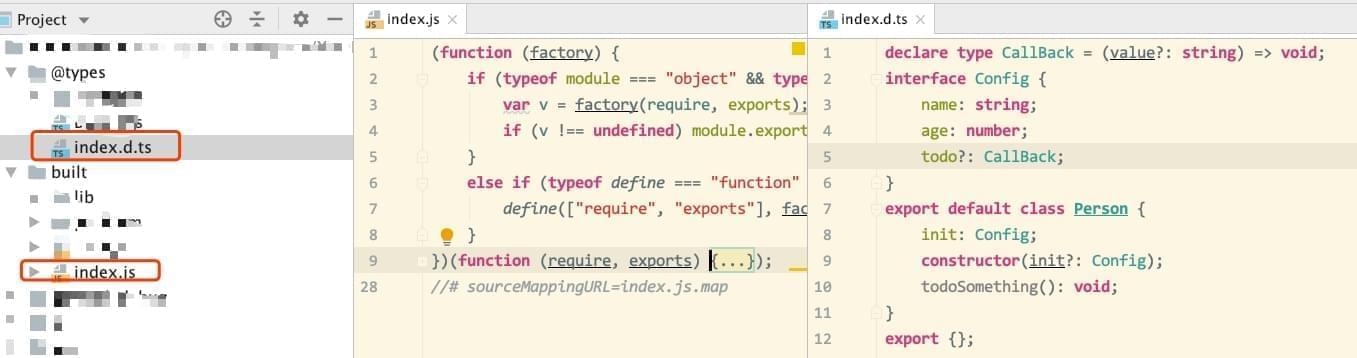 Project
@types
index.d.ts
built
lib
index.js
index.js
1 (function (factory) {
2 if (typeof module === "object" && type
3 var v = factory(require, exports);
4 if (v !== undefined) module.export
5 }
6 else if (typeof define === "function"
7 define(["require", "exports"], fac
8 }
9 })(function (require, exports) {...});
28 //# sourceMappingURL=index.js.map
index.d.ts
1 declare type CallBack = (value?: string) => void;
2 interface Config {
3 name: string;
4 age: number;
5 todo?: CallBack;
6 }
7 export default class Person {
8 init: Config;
9 constructor(init?: Config);
10 todoSomething(): void;
11 }
12 export {};